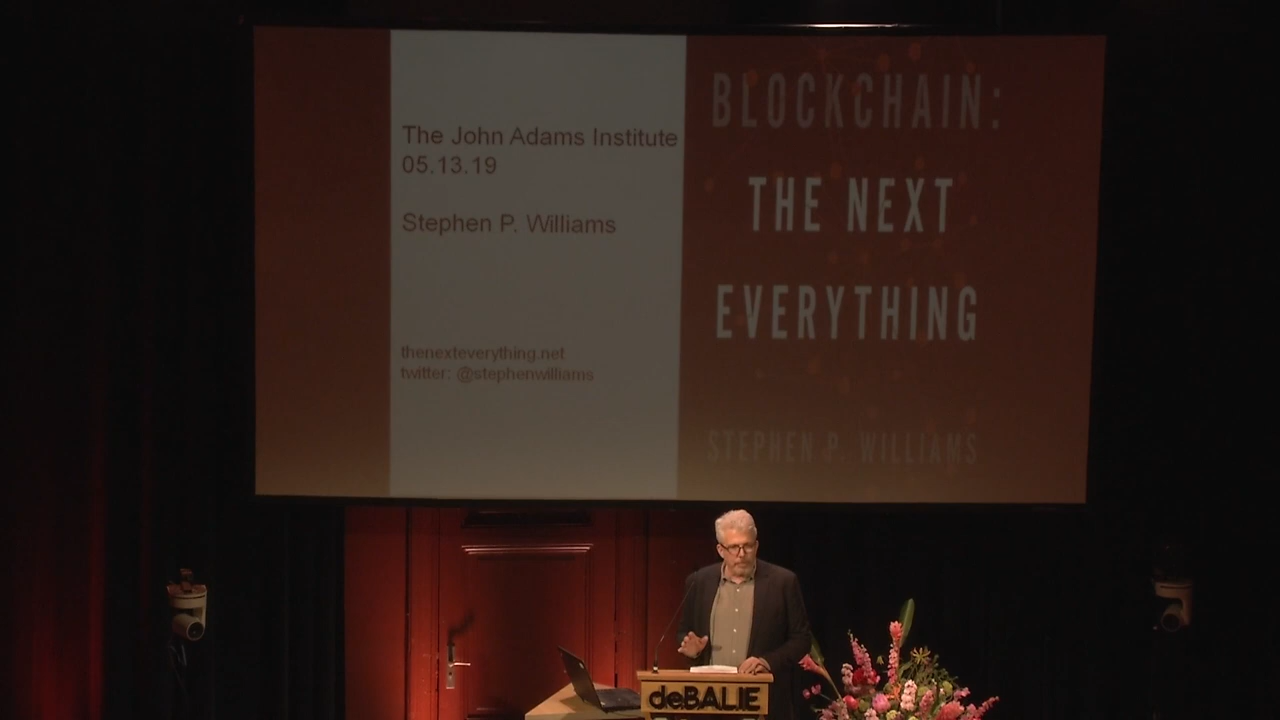 The John Adams Institute
05.13.19
Stephen P. Williams
thenexteverything.net
twitter: @stephenwilliams
BLOCKCHAIN:
THE NEXT
EVERYTHING
STEPHEN P. WILLIAMS
deBALIE